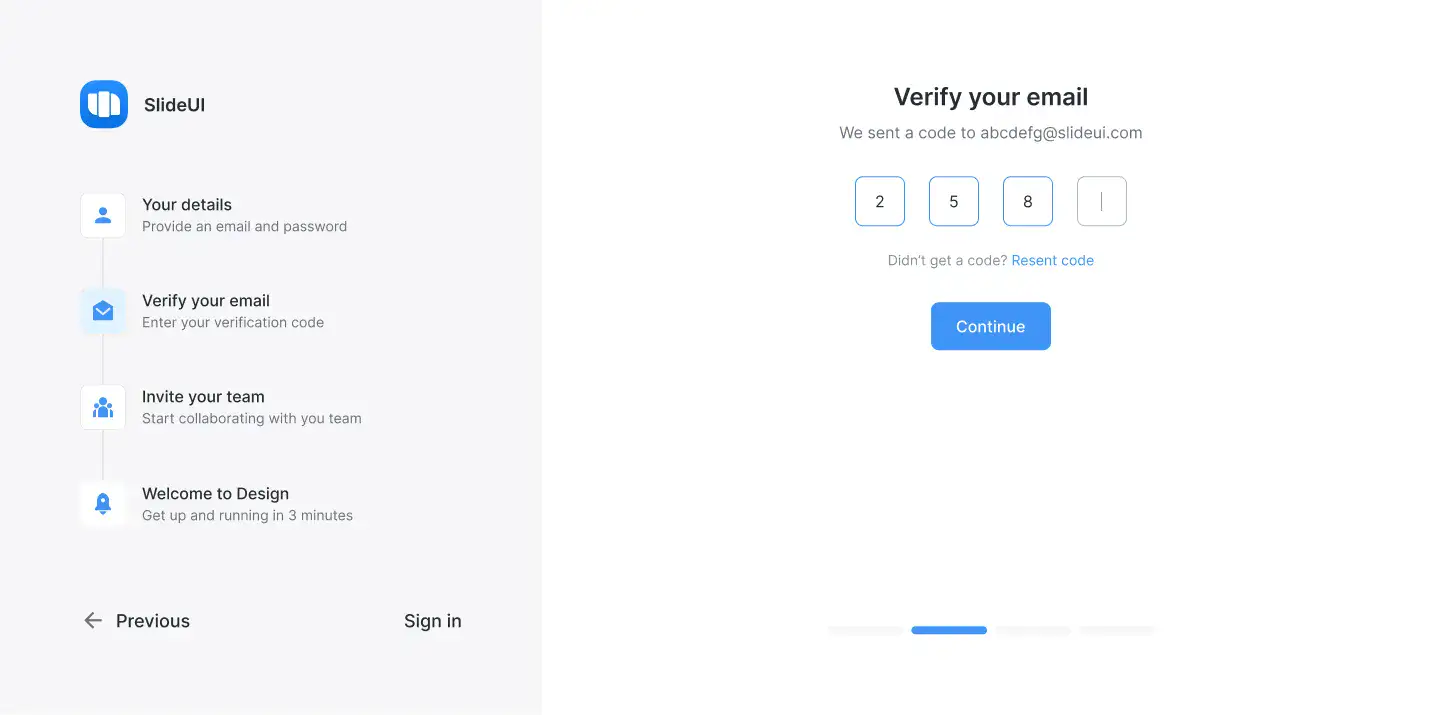 SlideUI
Your details
Provide an email and password
Verify your email
Enter your verification code
Invite your team
Start collaborating with you team
Welcome to Design
Get up and running in 3 minutes
Previous
Sign in
Verify your email
We sent a code to abcdefg@slideui.com
2 5 8
Didn't get a code? Resent code
Continue